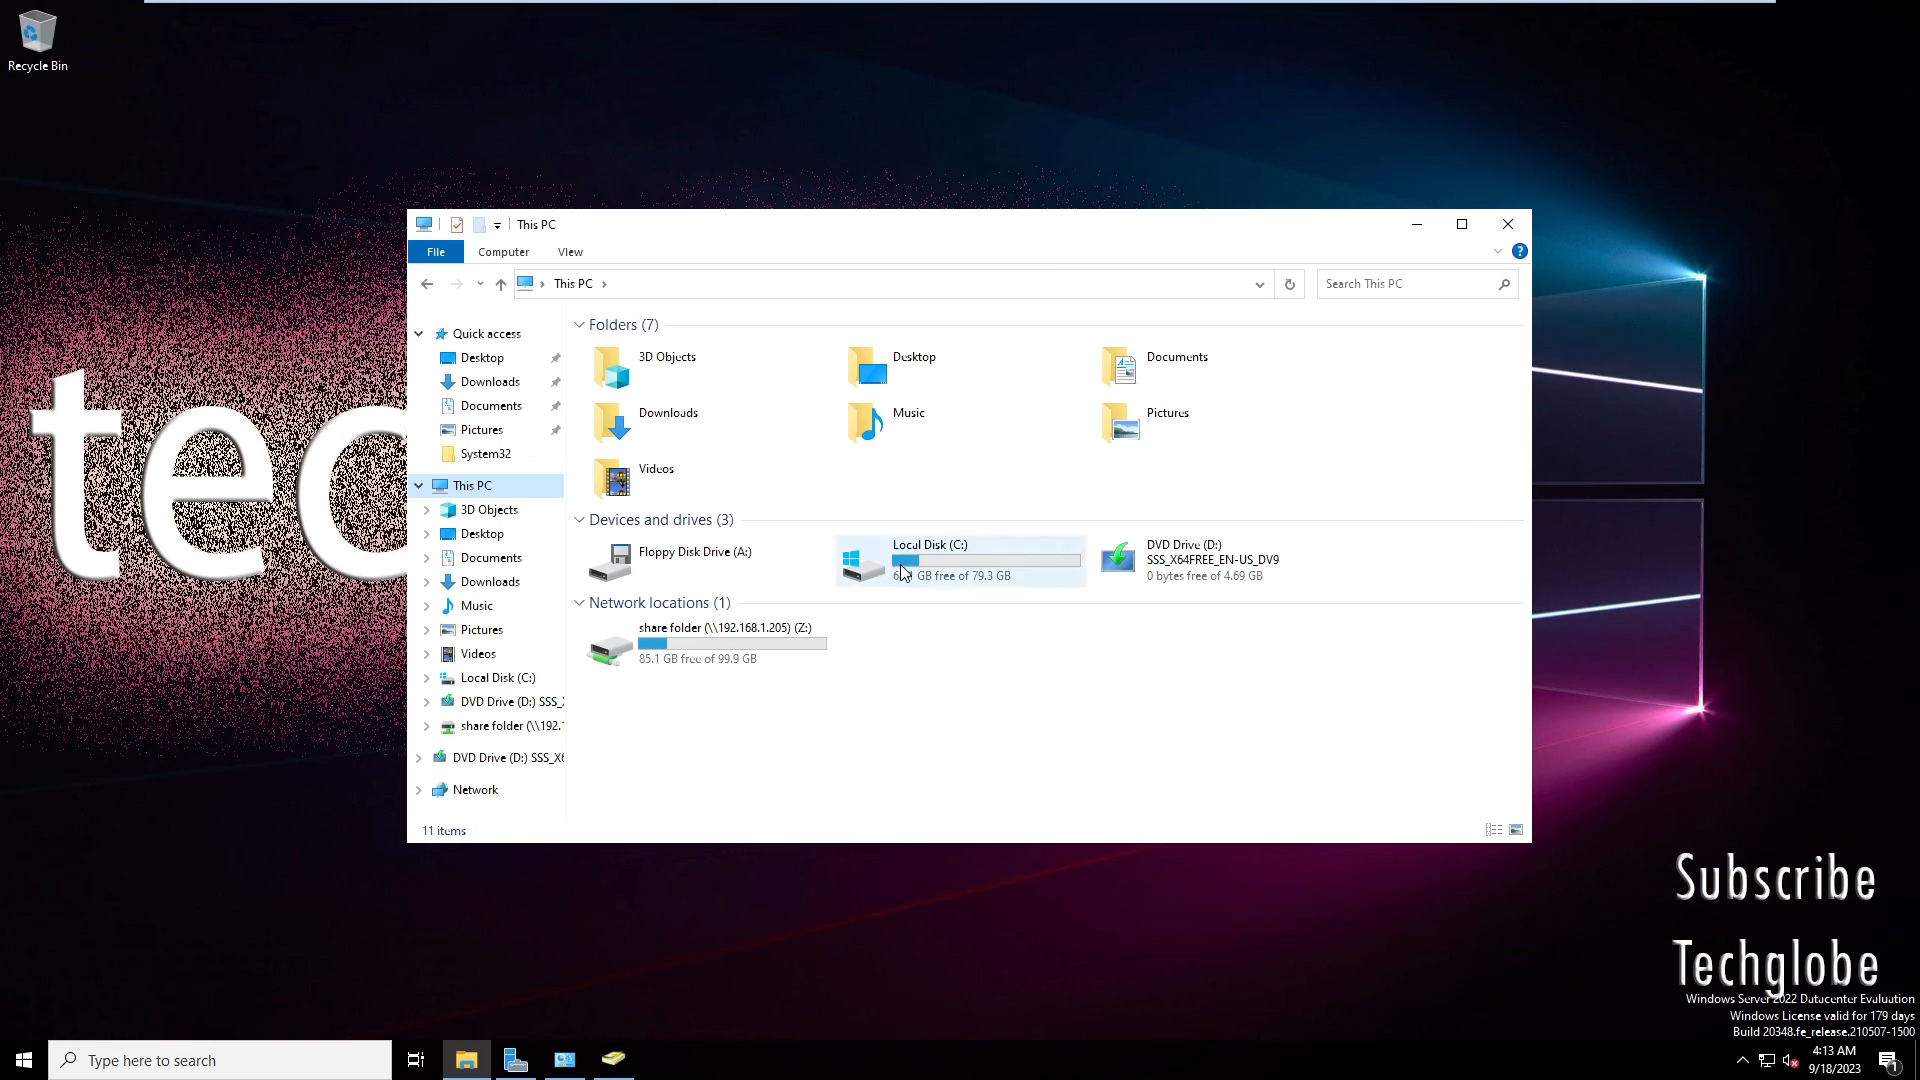 Recycle Bin
tec
This PC
File
Computer
View
This PC
Search This PC
Quick access
Desktop
Downloads
Documents
Pictures
System32
This PC
3D Objects
Desktop
Documents
Downloads
Music
Pictures
Videos
Local Disk (C:)
DVD Drive (D:) SSS_X
share folder (\\192.1
DVD Drive (D:) SSS_X6
Network
Folders (7)
3D Objects
Desktop
Documents
Downloads
Music
Pictures
Videos
Devices and drives (3)
Floppy Disk Drive (A:)
Local Disk (C:)
GB free of 79.3 GB
DVD Drive (D:)
SSS_X64FREE_EN-US_DV9
0 bytes free of 4.69 GB
Network locations (1)
share folder (\\192.168.1.205) (Z:)
85.1 GB free of 99.9 GB
11 items
Subscribe
Techglobe
Windows Server 2022 Datacenter Evaluation
Windows License valid for 179 days
Build 20348.fe_release.210507-1500
Type here to search
4:13 AM
9/18/2023
1